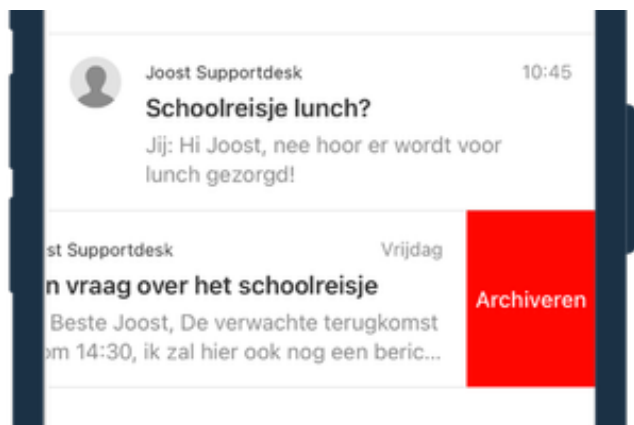 Joost Supportdesk 10:45
Schoolreisje lunch?
Jij: Hi Joost, nee hoor er wordt voor
lunch gezorgd!
st Supportdesk Vrijdag
n vraag over het schoolreisje
Beste Joost, De verwachte terugkomst
Archiveren
om 14:30, ik zal hier ook nog een beric...